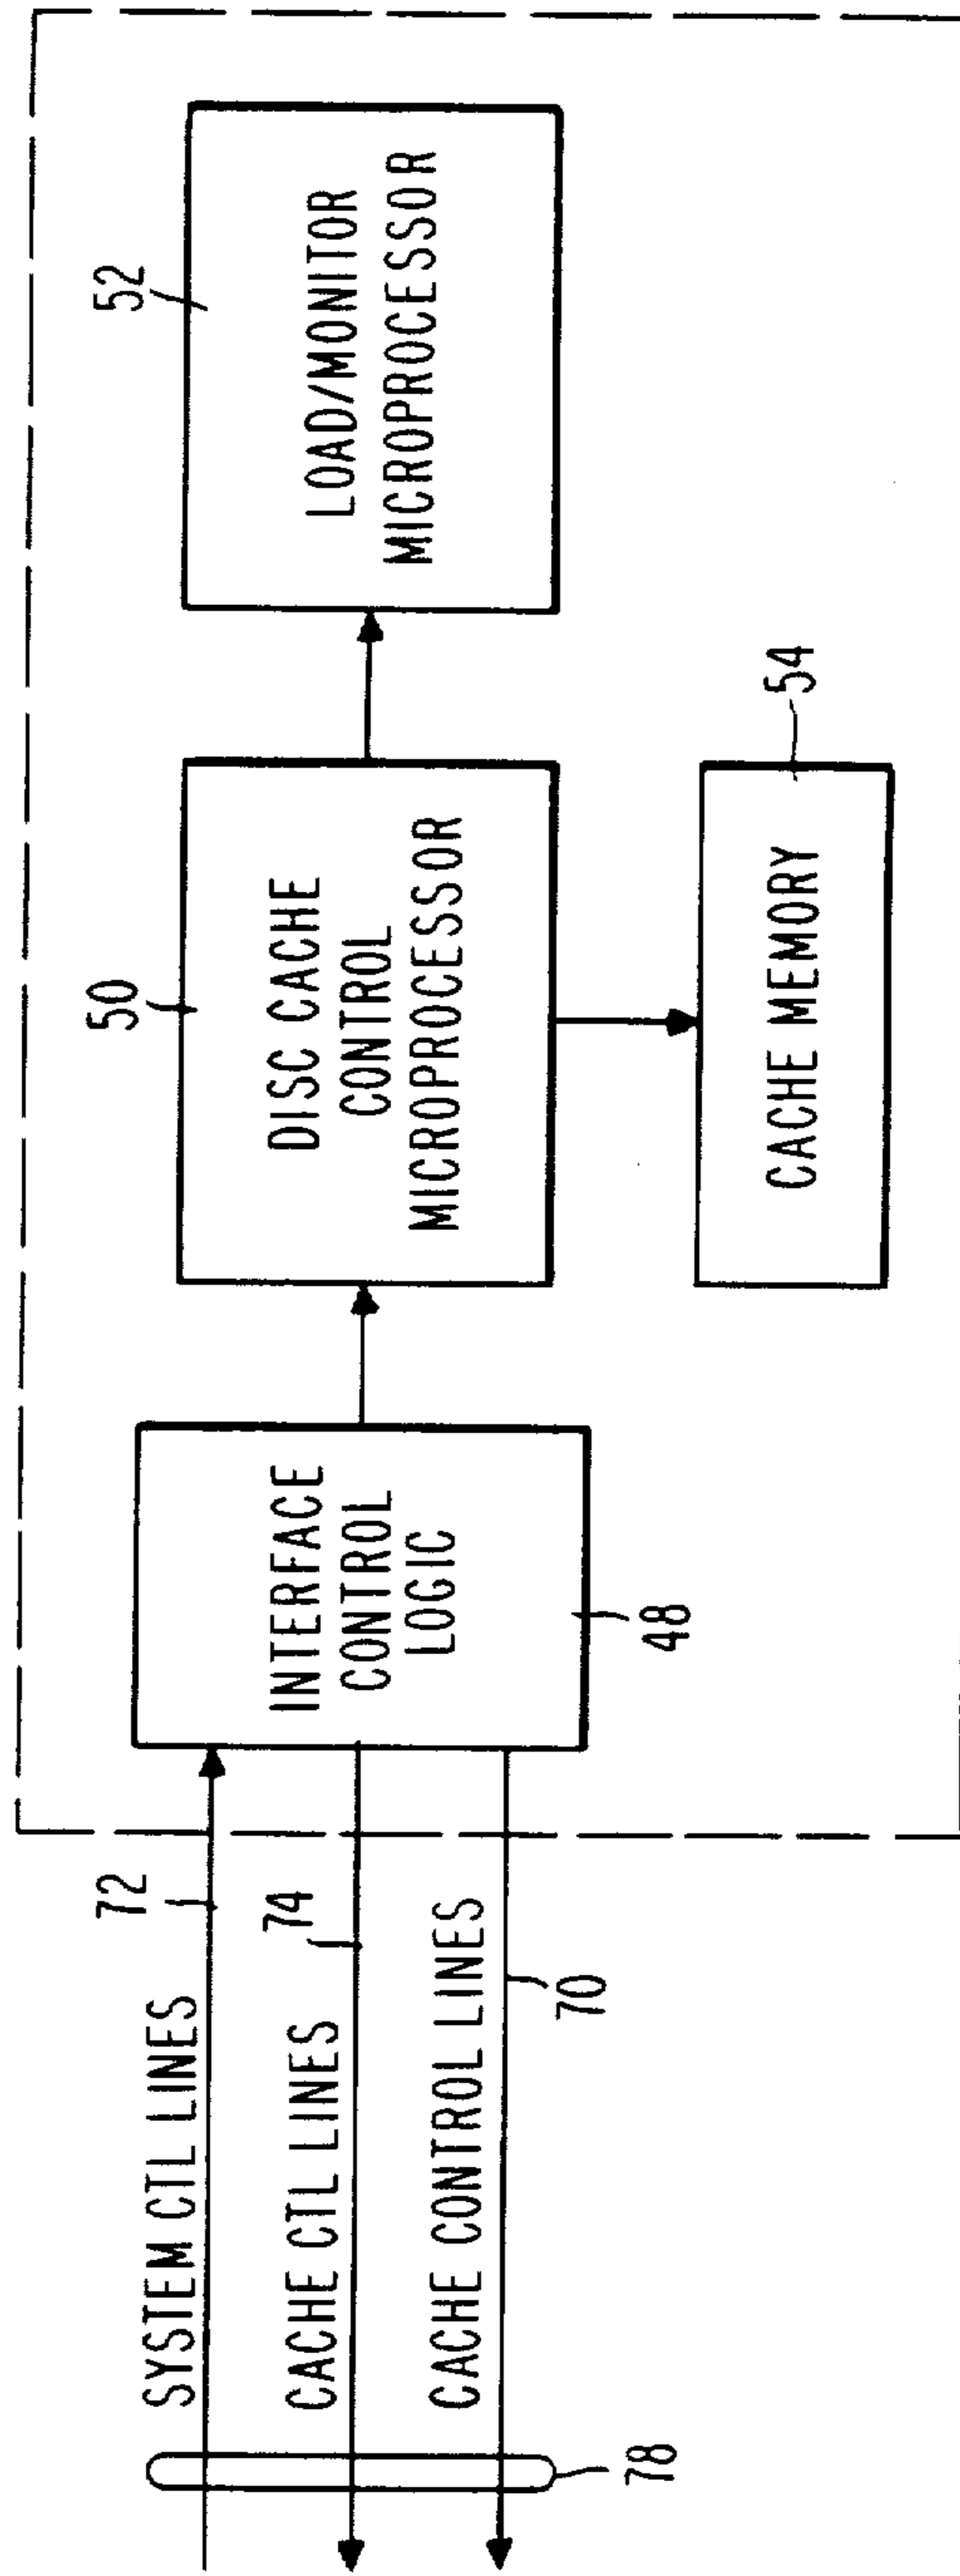 SYSTEM CTL LINES
72
CACHE CTL LINES
74
CACHE CONTROL LINES
70
78
INTERFACE
CONTROL
LOGIC
48
50
DISC CACHE
CONTROL
MICROPROCESSOR
52
LOAD/MONITOR
MICROPROCESSOR
CACHE MEMORY
54